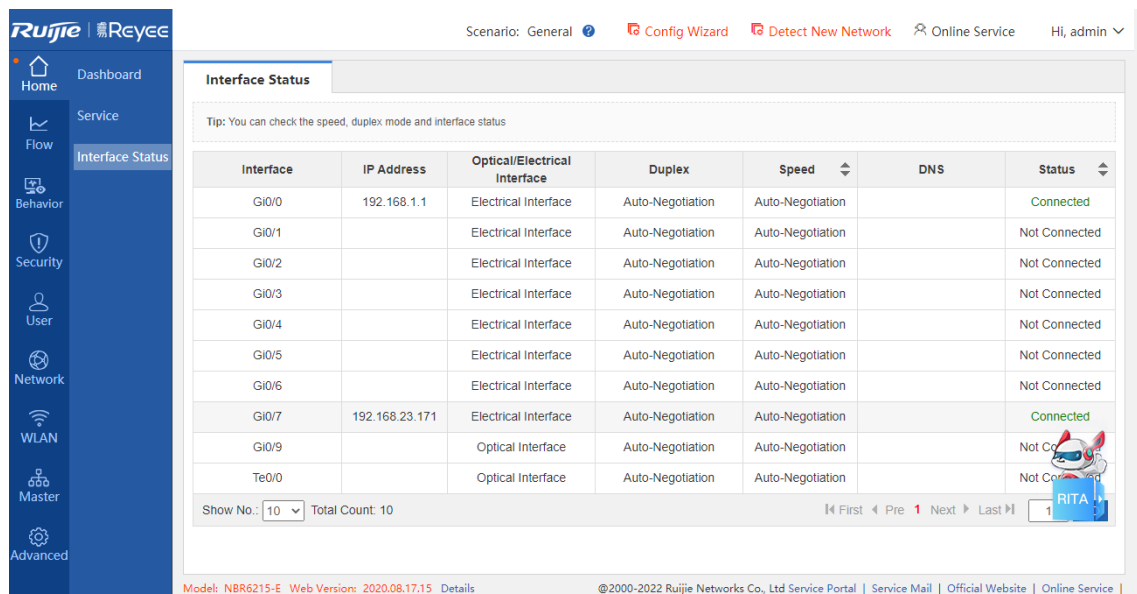 Ruijie | Reyee
Scenario: General ? Config Wizard Detect New Network Online Service Hi, admin
Home
Flow
Behavior
Security
User
Network
WLAN
Master
Advanced
Dashboard
Service
Interface Status
Interface Status
Tip: You can check the speed, duplex mode and interface status
Interface IP Address Optical/Electrical Interface Duplex Speed DNS Status
Gi0/0 192.168.1.1 Electrical Interface Auto-Negotiation Auto-Negotiation Connected
Gi0/1 Electrical Interface Auto-Negotiation Auto-Negotiation Not Connected
Gi0/2 Electrical Interface Auto-Negotiation Auto-Negotiation Not Connected
Gi0/3 Electrical Interface Auto-Negotiation Auto-Negotiation Not Connected
Gi0/4 Electrical Interface Auto-Negotiation Auto-Negotiation Not Connected
Gi0/5 Electrical Interface Auto-Negotiation Auto-Negotiation Not Connected
Gi0/6 Electrical Interface Auto-Negotiation Auto-Negotiation Not Connected
Gi0/7 192.168.23.171 Electrical Interface Auto-Negotiation Auto-Negotiation Connected
Gi0/9 Optical Interface Auto-Negotiation Auto-Negotiation Not
Te0/0 Optical Interface Auto-Negotiation Auto-Negotiation Not
RITA
Show No.: 10 Total Count: 10 First Pre 1 Next Last 1
Model: NBR6215-E Web Version: 2020.08.17.15 Details @2000-2022 Ruijie Networks Co., Ltd Service Portal | Service Mail | Official Website | Online Service |